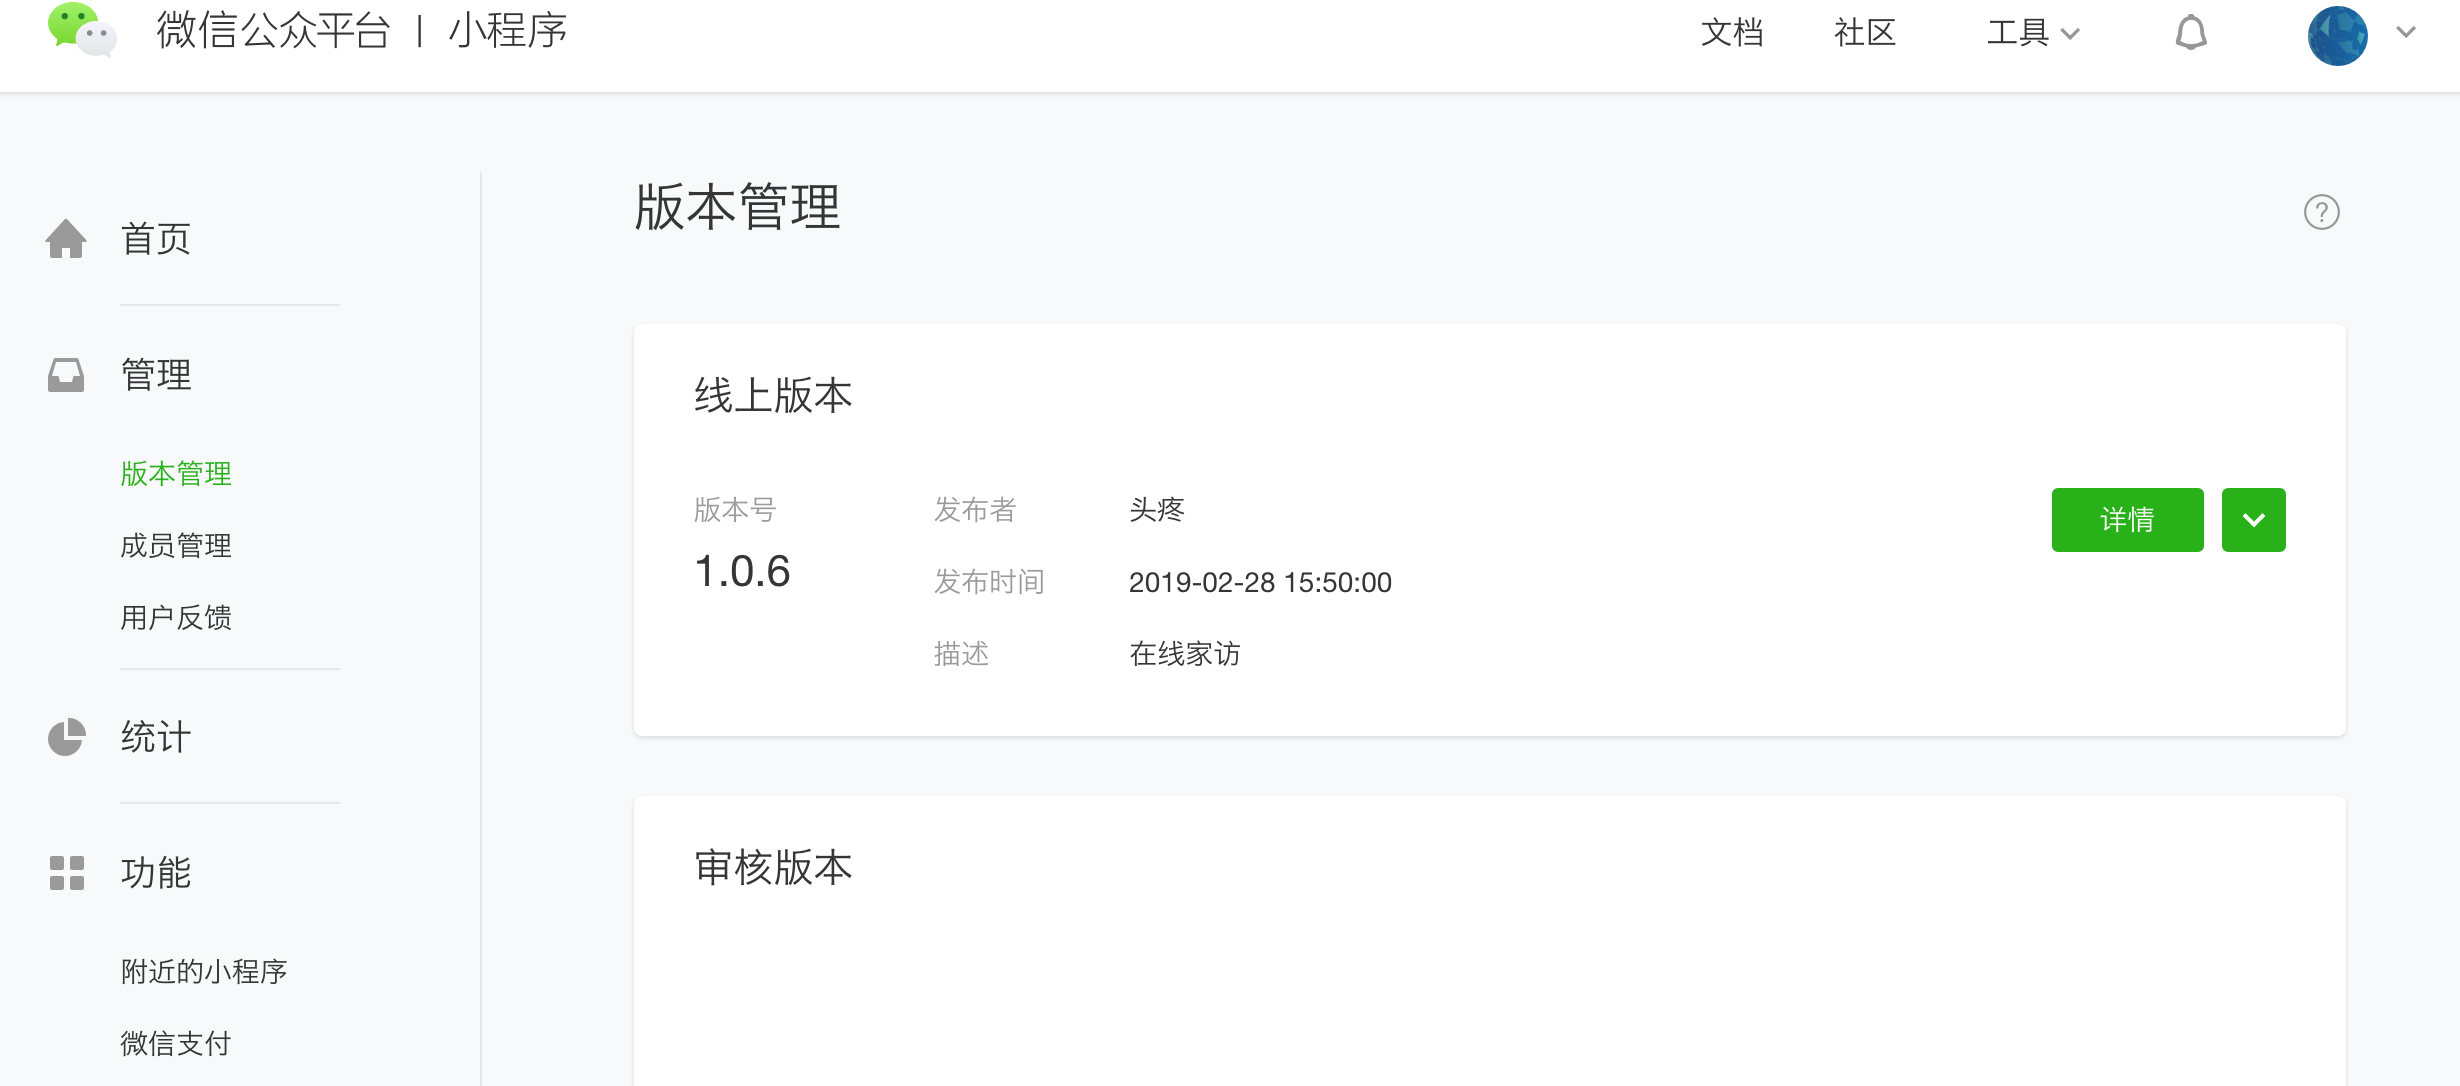 微信公众平台 | 小程序
文档 社区 工具
首页
管理
版本管理
成员管理
用户反馈
统计
功能
附近的小程序
微信支付
版本管理
?
线上版本
版本号
1.0.6
发布者 头疼
发布时间 2019-02-28 15:50:00
描述 在线家访
详情
审核版本